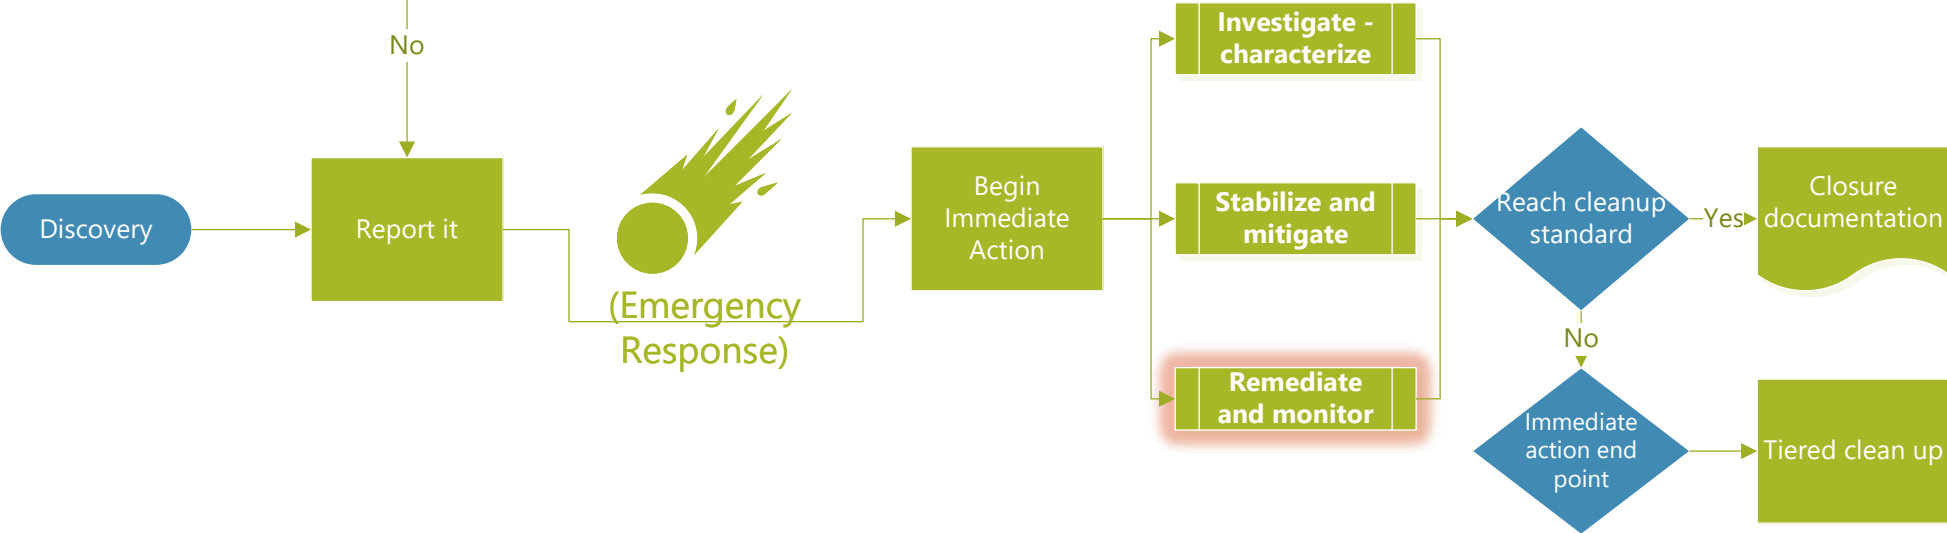 No
Discovery
Report it
(Emergency
Response)
Begin
Immediate
Action
Investigate -
characterize
Stabilize and
mitigate
Remediate
and monitor
Reach cleanup
standard
Yes
Closure
documentation
No
Immediate
action end
point
Tiered clean up